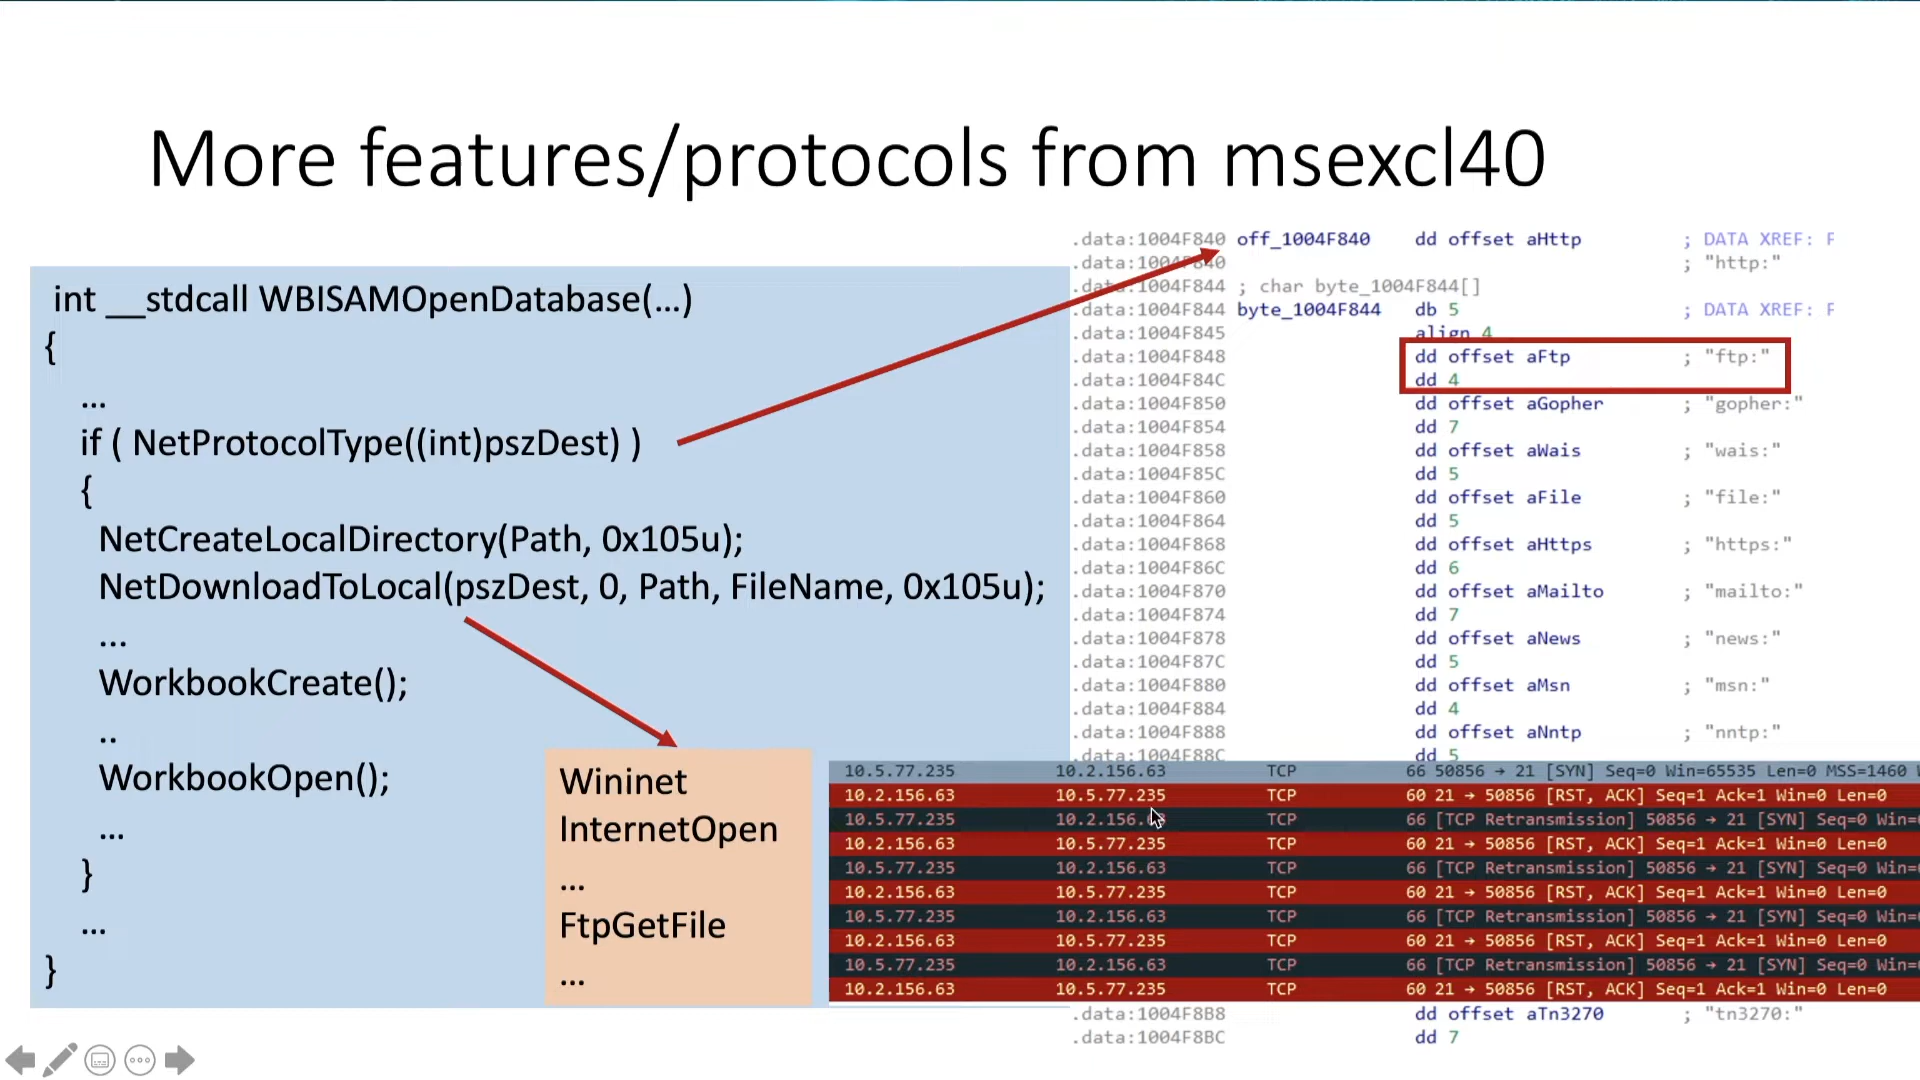 More features/protocols from msexcl40
int __stdcall WBISAMOpenDatabase(...)
{
...
if ( NetProtocolType((int)pszDest) )
{
NetCreateLocalDirectory(Path, 0x105u);
NetDownloadToLocal(pszDest, 0, Path, FileName, 0x105u);
...
WorkbookCreate();
..
WorkbookOpen();
...
}
...
}
Wininet
InternetOpen
...
FtpGetFile
...
.data:1004F840 off_1004F840 dd offset aHttp ; DATA XREF: F
.data:1004F840 ; "http:"
.data:1004F844 ; char byte_1004F844[]
.data:1004F844 byte_1004F844 db 5 ; DATA XREF: F
.data:1004F845 align 4
.data:1004F848 dd offset aFtp ; "ftp:"
.data:1004F84C dd 4
.data:1004F850 dd offset aGopher ; "gopher:"
.data:1004F854 dd 7
.data:1004F858 dd offset aWais ; "wais:"
.data:1004F85C dd 5
.data:1004F860 dd offset aFile ; "file:"
.data:1004F864 dd 5
.data:1004F868 dd offset aHttps ; "https:"
.data:1004F86C dd 6
.data:1004F870 dd offset aMailto ; "mailto:"
.data:1004F874 dd 7
.data:1004F878 dd offset aNews ; "news:"
.data:1004F87C dd 5
.data:1004F880 dd offset aMsn ; "msn:"
.data:1004F884 dd 4
.data:1004F888 dd offset aNntp ; "nntp:"
.data:1004F88C dd 5
10.5.77.235 10.2.156.63 TCP 66 50856 → 21 [SYN] Seq=0 Win=65535 Len=0 MSS=1460
10.2.156.63 10.5.77.235 TCP 60 21 → 50856 [RST, ACK] Seq=1 Ack=1 Win=0 Len=0
10.5.77.235 10.2.156.63 TCP 66 [TCP Retransmission] 50856 → 21 [SYN] Seq=0 Win=
10.2.156.63 10.5.77.235 TCP 60 21 → 50856 [RST, ACK] Seq=1 Ack=1 Win=0 Len=0
10.5.77.235 10.2.156.63 TCP 66 [TCP Retransmission] 50856 → 21 [SYN] Seq=0 Win=
10.2.156.63 10.5.77.235 TCP 60 21 → 50856 [RST, ACK] Seq=1 Ack=1 Win=0 Len=0
10.5.77.235 10.2.156.63 TCP 66 [TCP Retransmission] 50856 → 21 [SYN] Seq=0 Win=
10.2.156.63 10.5.77.235 TCP 60 21 → 50856 [RST, ACK] Seq=1 Ack=1 Win=0 Len=0
10.5.77.235 10.2.156.63 TCP 66 [TCP Retransmission] 50856 → 21 [SYN] Seq=0 Win=
10.2.156.63 10.5.77.235 TCP 60 21 → 50856 [RST, ACK] Seq=1 Ack=1 Win=0 Len=0
.data:1004F8B8 dd offset aTn3270 ; "tn3270:"
.data:1004F8BC dd 7